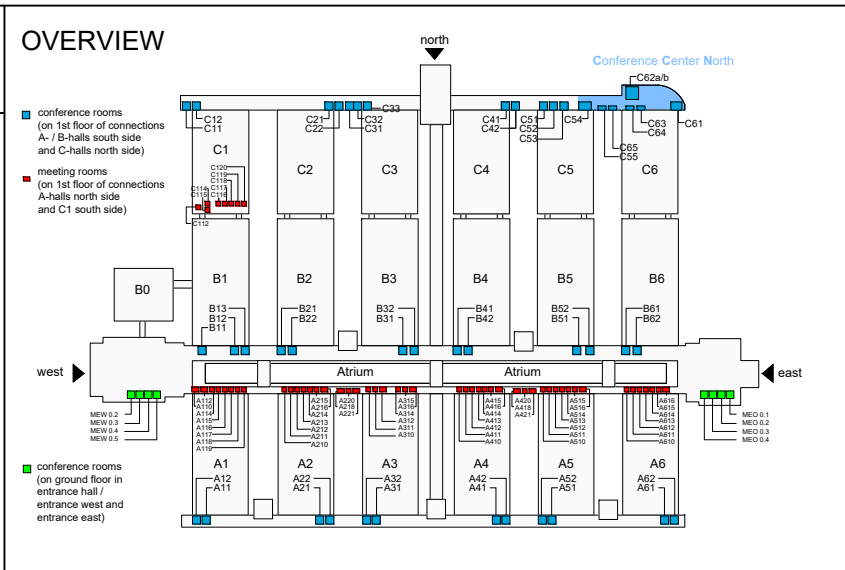 OVERVIEW
north
Conference Center North
C62a/b
conference rooms
(on 1st floor of connections
A- / B-halls south side
and C-halls north side)
meeting rooms
(on 1st floor of connections
A-halls north side
and C1 south side)
C12
C11
C21
C22
C33
C32
C31
C41
C42
C51
C52
C53
C54
C63
C64
C61
C65
C55
C1
C2
C3
C4
C5
C6
C120
C119
C118
C117
C116
C114
C115
C112
B0
B1
B2
B3
B4
B5
B6
B13
B12
B11
B21
B22
B32
B31
B41
B42
B52
B51
B61
B62
west
Atrium
Atrium
east
MEW 0.2
MEW 0.3
MEW 0.4
MEW 0.5
A112
A110
A114
A115
A116
A117
A118
A119
A215
A216
A214
A213
A212
A211
A210
A220
A218
A221
A315
A316
A314
A312
A311
A310
A415
A416
A414
A413
A412
A411
A410
A420
A418
A421
A515
A516
A514
A513
A512
A511
A510
A616
A615
A614
A613
A612
A611
A610
MEO 0.1
MEO 0.2
MEO 0.3
MEO 0.4
conference rooms
(on ground floor in
entrance hall /
entrance west and
entrance east)
A1
A2
A3
A4
A5
A6
A12
A11
A22
A21
A32
A31
A42
A41
A52
A51
A62
A61